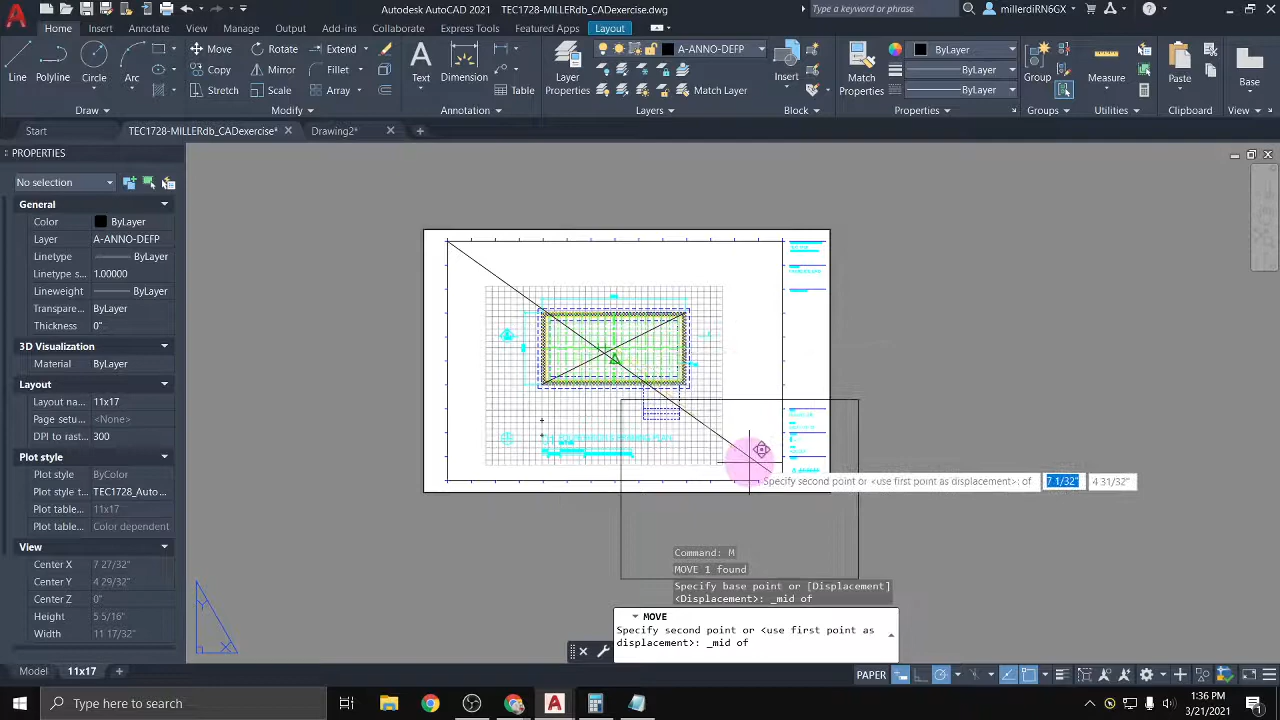 Autodesk AutoCAD 2021 TEC1728-MILLERdb_CADexercise.dwg
Type a keyword or phrase
millerdiRN6GX
Home Insert Annotate View Manage Output Add-ins Collaborate Express Tools Featured Apps Layout
Move Rotate Extend
A-ANNO-DEFP
ByLayer
Copy Mirror Fillet
ByLayer
Line Polyline Circle Arc
Text Dimension
Layer
Insert
Match
Group
Measure
Paste
Base
Stretch Scale Array
Table
Properties
Match Layer
Properties
ByLayer
Draw
Modify
Annotation
Layers
Block
Properties
Groups
Utilities
Clipboard
View
Start
TEC1728-MILLERdb_CADexercise*
Drawing2*
PROPERTIES
No selection
General
Color ByLayer
Layer A-ANNO-DEFP
Linetype ByLayer
Linetype s... 1.00000
Lineweight ByLayer
Transpare... ByLayer
Thickness 0"
3D Visualization
Material ByLayer
Layout
Layout na... 11x17
Page setu... <None>
DPI to rast... 300
Plot style
Plot style ByColor
Plot style t... TEC1728_Auto...
Plot table... 11x17
Plot table... Color dependent
View
Center X 7 27/32"
Center Y 4 29/32"
Center Z 0"
Height 5 5/16"
Width 11 17/32"
Specify second point or <use first point as displacement>: of 7 1/32" 4 31/32"
Command: M
MOVE 1 found
Specify base point or [Displacement]
<Displacement>: _mid of
MOVE
Specify second point or <use first point as
displacement>: _mid of
Y
X
Model 11x17
PAPER
Type here to search
1:36 PM
3/21/2021